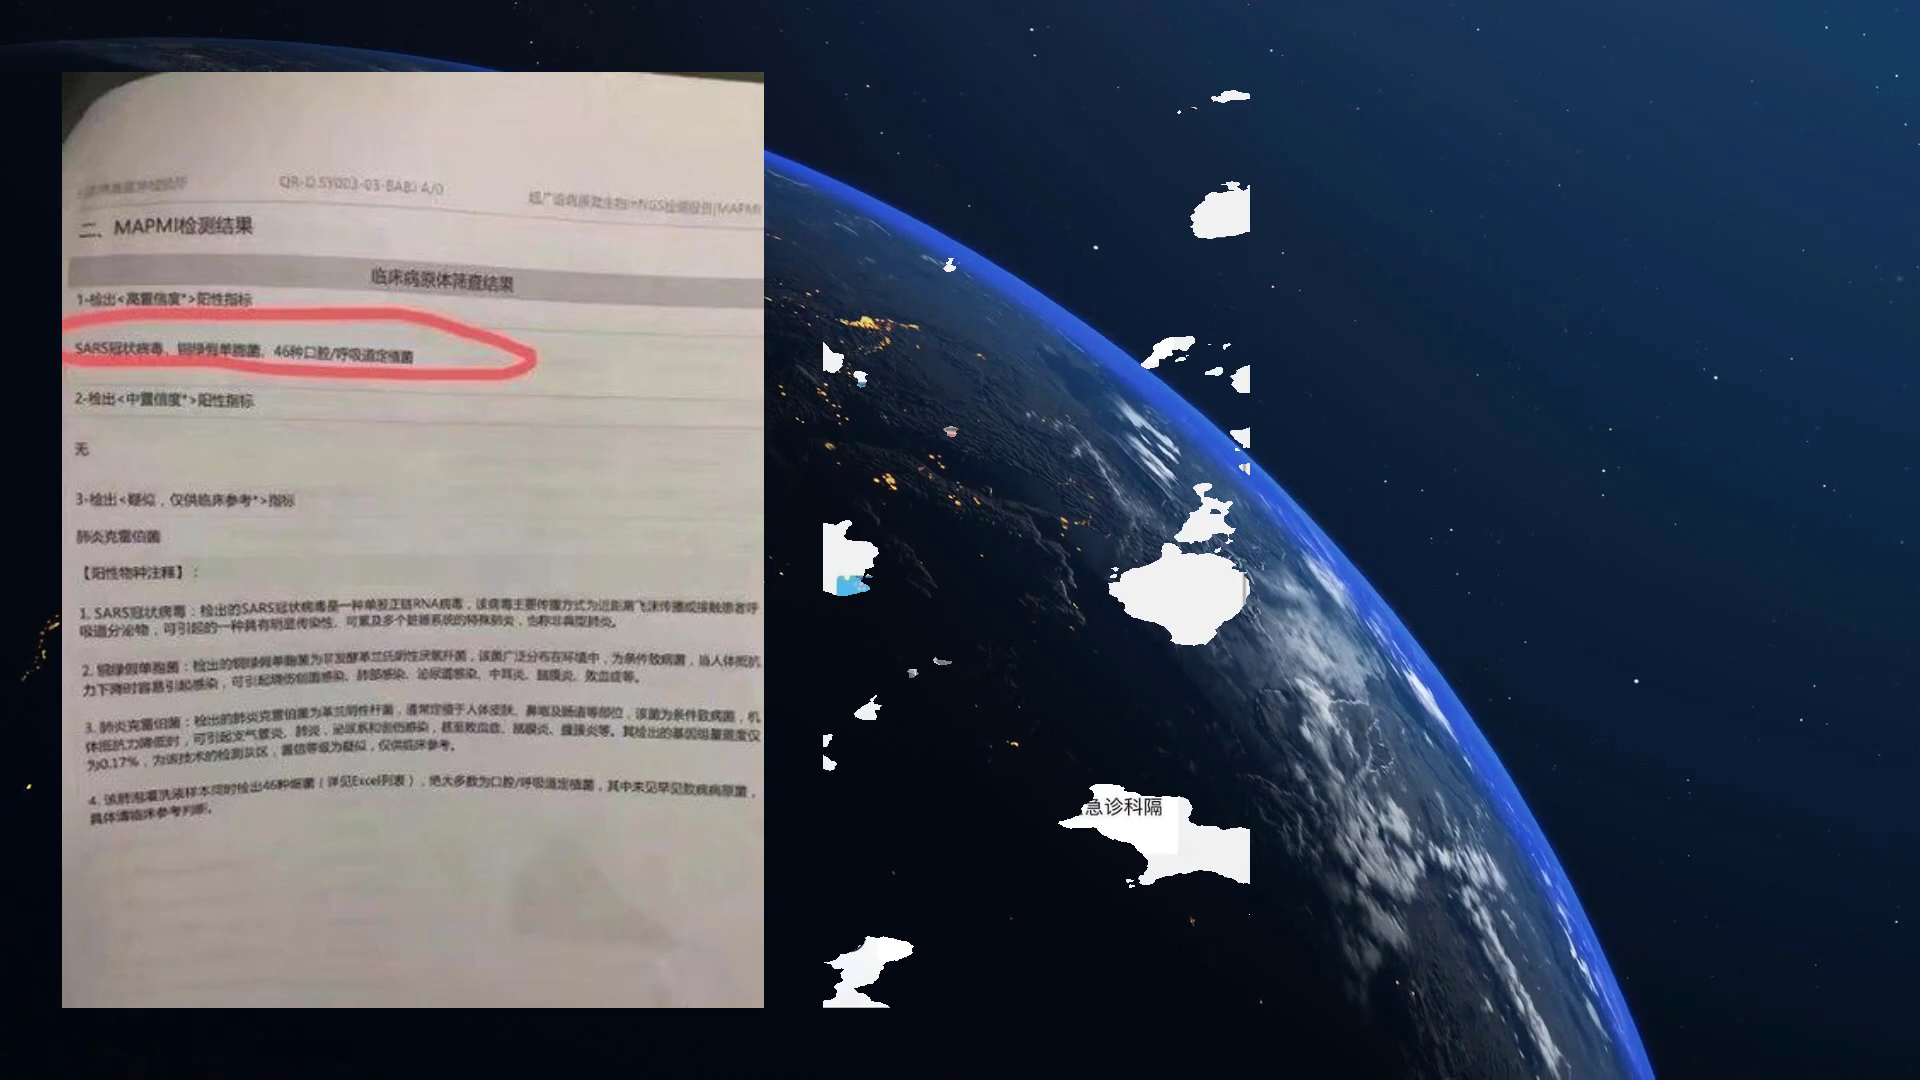 QR-D.SY003-03-BABJ A/0
二、MAPMI检测结果
临床病原体筛查结果
1-检出<高置信度*>阳性指标
SARS冠状病毒、铜绿假单胞菌、46种口腔/呼吸道定植菌
2-检出<中置信度*>阳性指标
无
3-检出<疑似，仅供临床参考*>指标
肺炎克雷伯菌
【阳性物种注释】：
1. SARS冠状病毒：检出的SARS冠状病毒是一种单股正链RNA病毒，该病毒主要传播方式为近距离飞沫传播或接触患者呼
吸道分泌物，可引起的一种具有明显传染性、可累及多个脏器系统的特殊肺炎，也称非典型肺炎。
2. 铜绿假单胞菌：检出的铜绿假单胞菌为非发酵革兰氏阴性厌氧杆菌，该菌广泛分布在环境中，为条件致病菌，当人体抵抗
力下降时容易引起感染，可引起烧伤创面感染、肺部感染、泌尿道感染、中耳炎、脑膜炎、败血症等。
3. 肺炎克雷伯菌：检出的肺炎克雷伯菌为革兰阴性杆菌，通常定植于人体皮肤、鼻咽及肠道等部位，该菌为条件致病菌，机
体抵抗力降低时，可引起支气管炎、肺炎，泌尿系和创伤感染，甚至败血症、脑膜炎、腹膜炎等。其检出的基因组覆盖度仅
为0.17%，为该技术的检测灰区，置信等级为疑似，仅供临床参考。
4. 该肺泡灌洗液样本同时检出46种细菌（详见Excel列表），绝大多数为口腔/呼吸道定植菌，其中未见罕见致病病原菌，
具体请临床参考判断。
急诊科隔